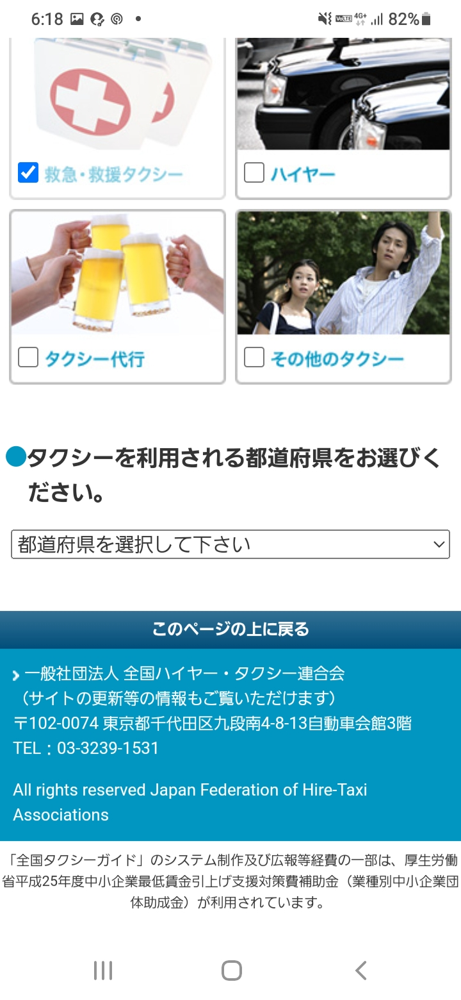 6:18
VoLTE 4G+ 82%
救急・救援タクシー
ハイヤー
タクシー代行
その他のタクシー
●タクシーを利用される都道府県をお選びく
ださい。
都道府県を選択して下さい
このページの上に戻る
一般社団法人 全国ハイヤー・タクシー連合会
（サイトの更新等の情報もご覧いただけます）
〒102-0074 東京都千代田区九段南4-8-13自動車会館3階
TEL：03-3239-1531
All rights reserved Japan Federation of Hire-Taxi
Associations
「全国タクシーガイド」のシステム制作及び広報等経費の一部は、厚生労働
省平成25年度中小企業最低賃金引上げ支援対策費補助金（業種別中小企業団
体助成金）が利用されています。